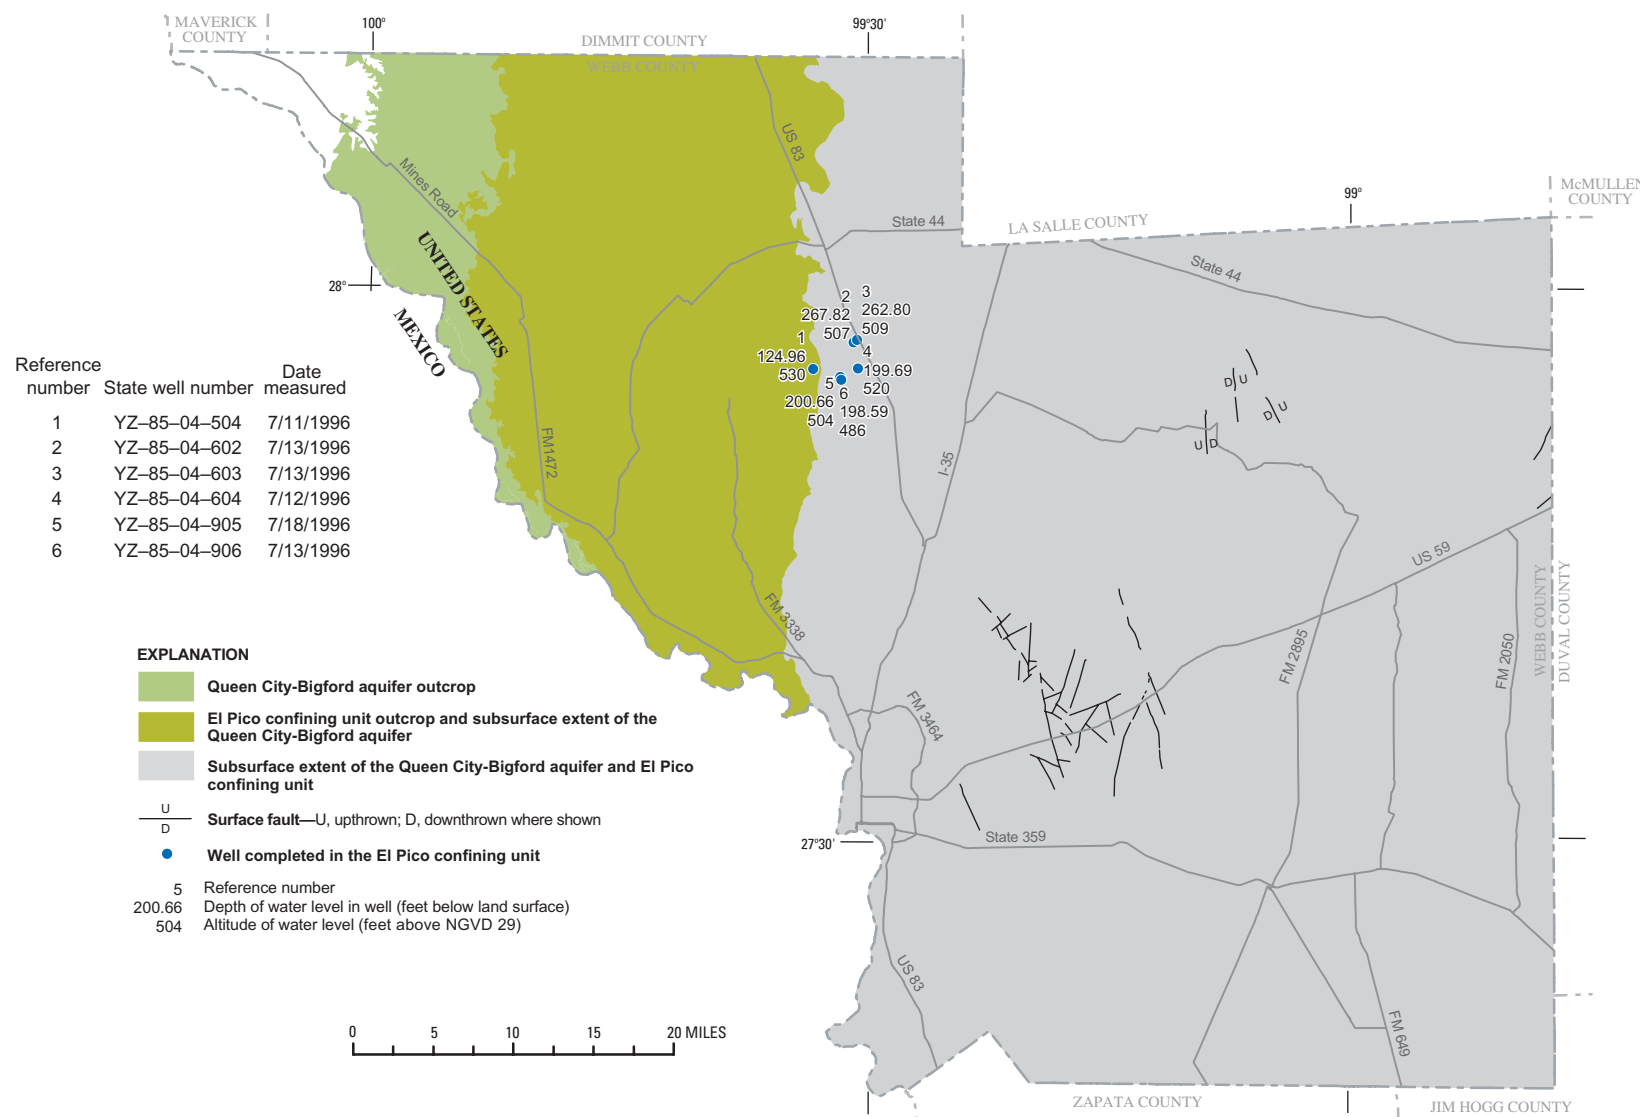 MAVERICK
COUNTY
100°
99°30'
DIMMIT COUNTY
WEBB COUNTY
US 83
Mines Road
99°
McMULLEN
COUNTY
State 44
LA SALLE COUNTY
State 44
UNITED STATES
MEXICO
28°
2
267.82
507
3
262.80
509
1
124.96
530
4
199.69
520
5
200.66
504
6
198.59
486
Reference
number
State well number
Date
measured
1 YZ–85–04–504 7/11/1996
2 YZ–85–04–602 7/13/1996
3 YZ–85–04–603 7/13/1996
4 YZ–85–04–604 7/12/1996
5 YZ–85–04–905 7/18/1996
6 YZ–85–04–906 7/13/1996
D U
D U
U D
FM1472
I-35
US 59
FM 3338
FM 2895
FM 2050
WEBB COUNTY
DUVAL COUNTY
FM 3464
EXPLANATION
Queen City-Bigford aquifer outcrop
El Pico confining unit outcrop and subsurface extent of the
Queen City-Bigford aquifer
Subsurface extent of the Queen City-Bigford aquifer and El Pico
confining unit
U
D
Surface fault—U, upthrown; D, downthrown where shown
Well completed in the El Pico confining unit
5 Reference number
200.66 Depth of water level in well (feet below land surface)
504 Altitude of water level (feet above NGVD 29)
27°30'
State 359
US 83
FM 649
0 5 10 15 20 MILES
ZAPATA COUNTY
JIM HOGG COUNTY